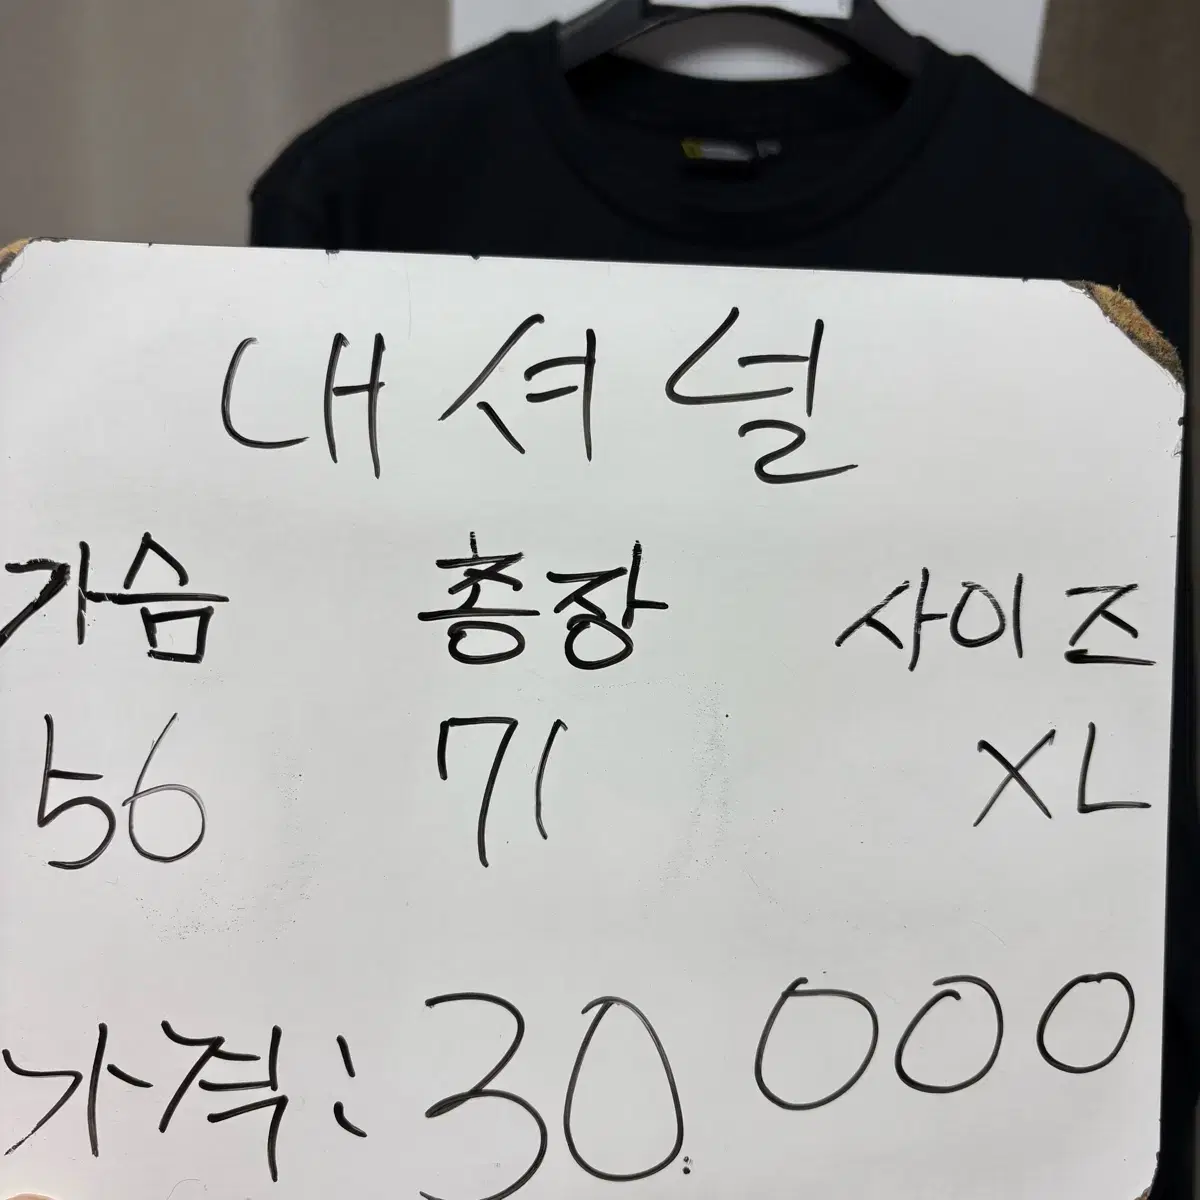 내셔널
가슴 총장 사이즈
56 71 XL
가격: 30 000